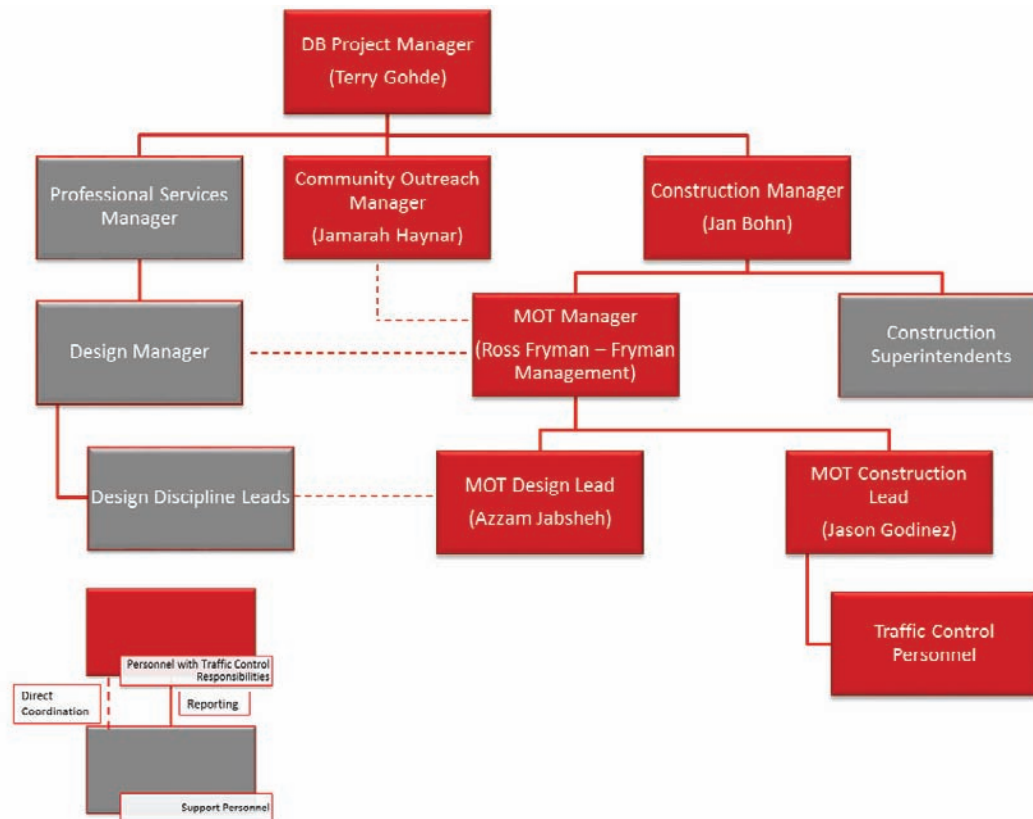 DB Project Manager
(Terry Gohde)
Professional Services
Manager
Community Outreach
Manager
(Jamarah Haynar)
Construction Manager
(Jan Bohn)
Design Manager
MOT Manager
(Ross Fryman – Fryman
Management)
Construction
Superintendents
Design Discipline Leads
MOT Design Lead
(Azzam Jabsheh)
MOT Construction
Lead
(Jason Godinez)
Traffic Control
Personnel
Personnel with Traffic Control
Responsibilities
Direct
Coordination
Reporting
Support Personnel